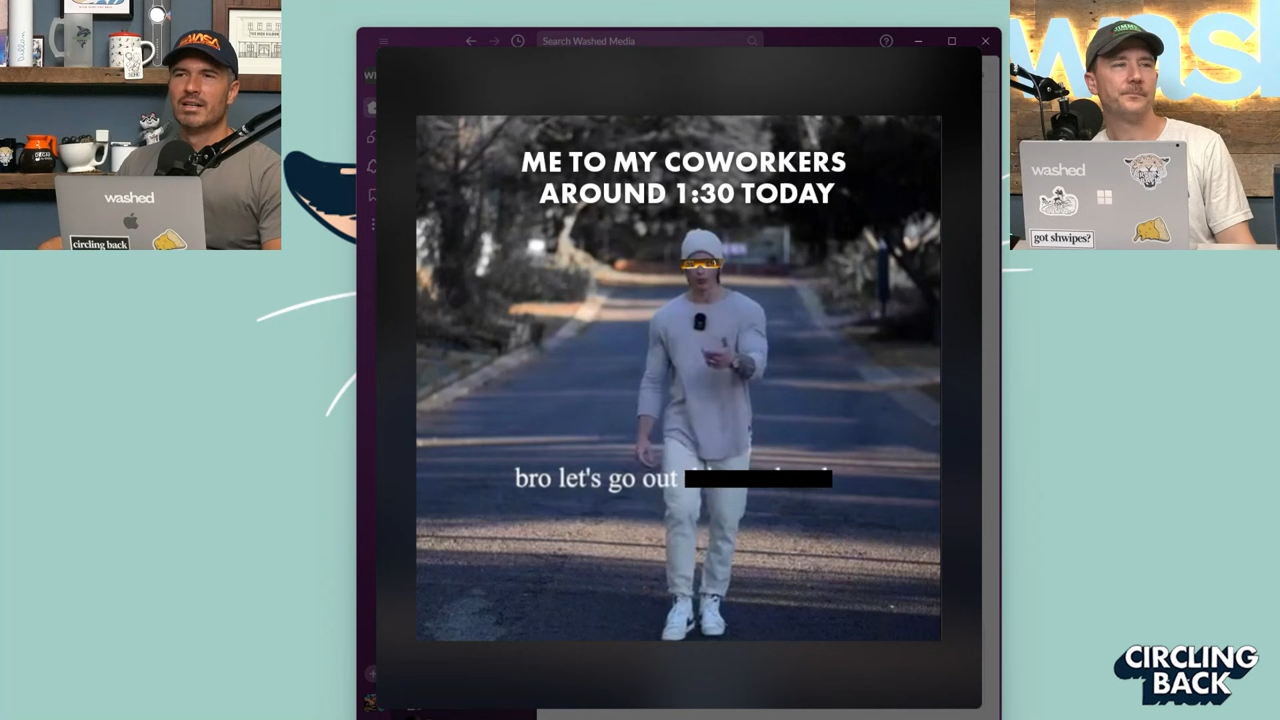 Search Washed Media
ME TO MY COWORKERS
AROUND 1:30 TODAY
bro let's go out
washed
circling back
washed
got shwipes?
was
CIRCLING
BACK